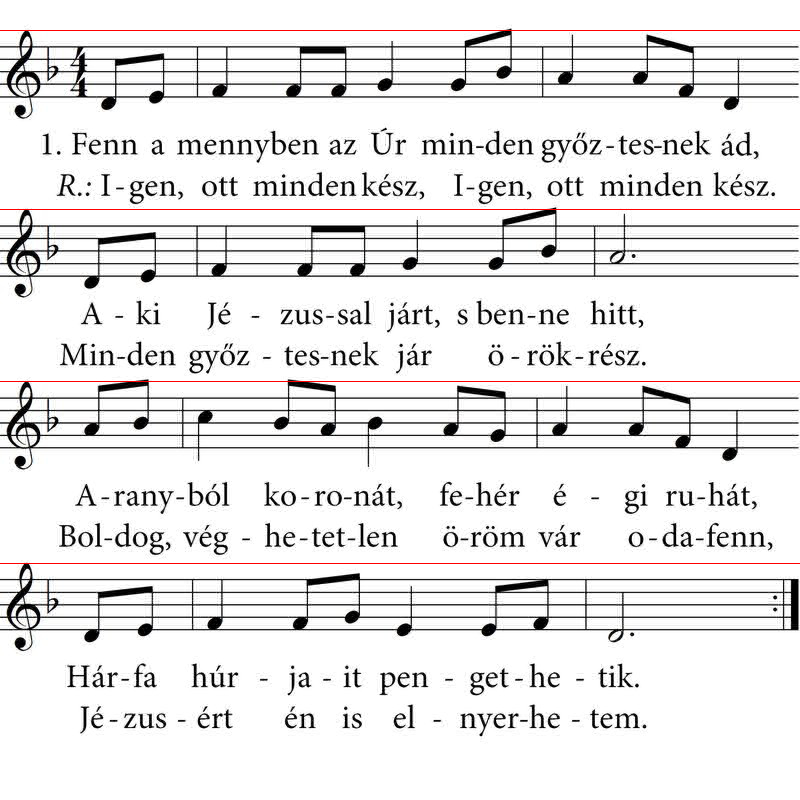 1. Fenn a mennyben az Úr min-den győz-tes-nek ád,
R.: I-gen, ott minden kész, I-gen, ott minden kész.
A - ki Jé - zus-sal járt, s ben-ne hitt,
Min-den győz - tes-nek jár ö-rök-rész.
A-rany-ból ko-ro-nát, fe-hér é - gi ru-hát,
Bol-dog, vég - he-tet-len ö-röm vár o-da-fenn,
Hár-fa húr - ja - it pen - get-he - tik.
Jé-zus - ért én is el - nyer-he - tem.